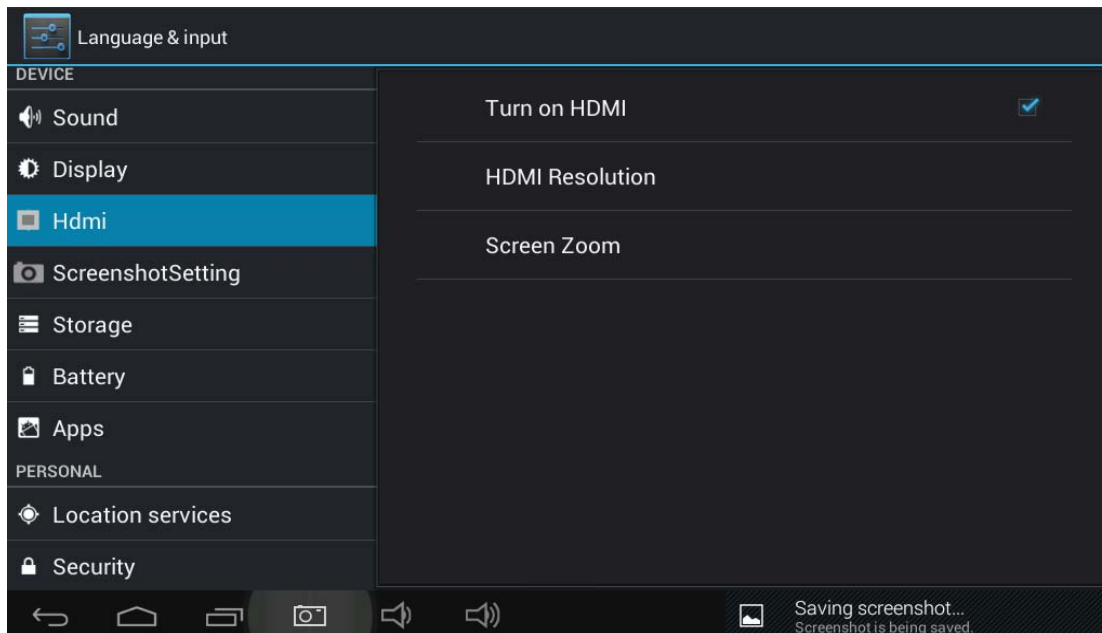 Language & input
DEVICE
Sound
Display
Hdmi
ScreenshotSetting
Storage
Battery
Apps
PERSONAL
Location services
Security
Turn on HDMI
HDMI Resolution
Screen Zoom
Saving screenshot...
Screenshot is being saved.